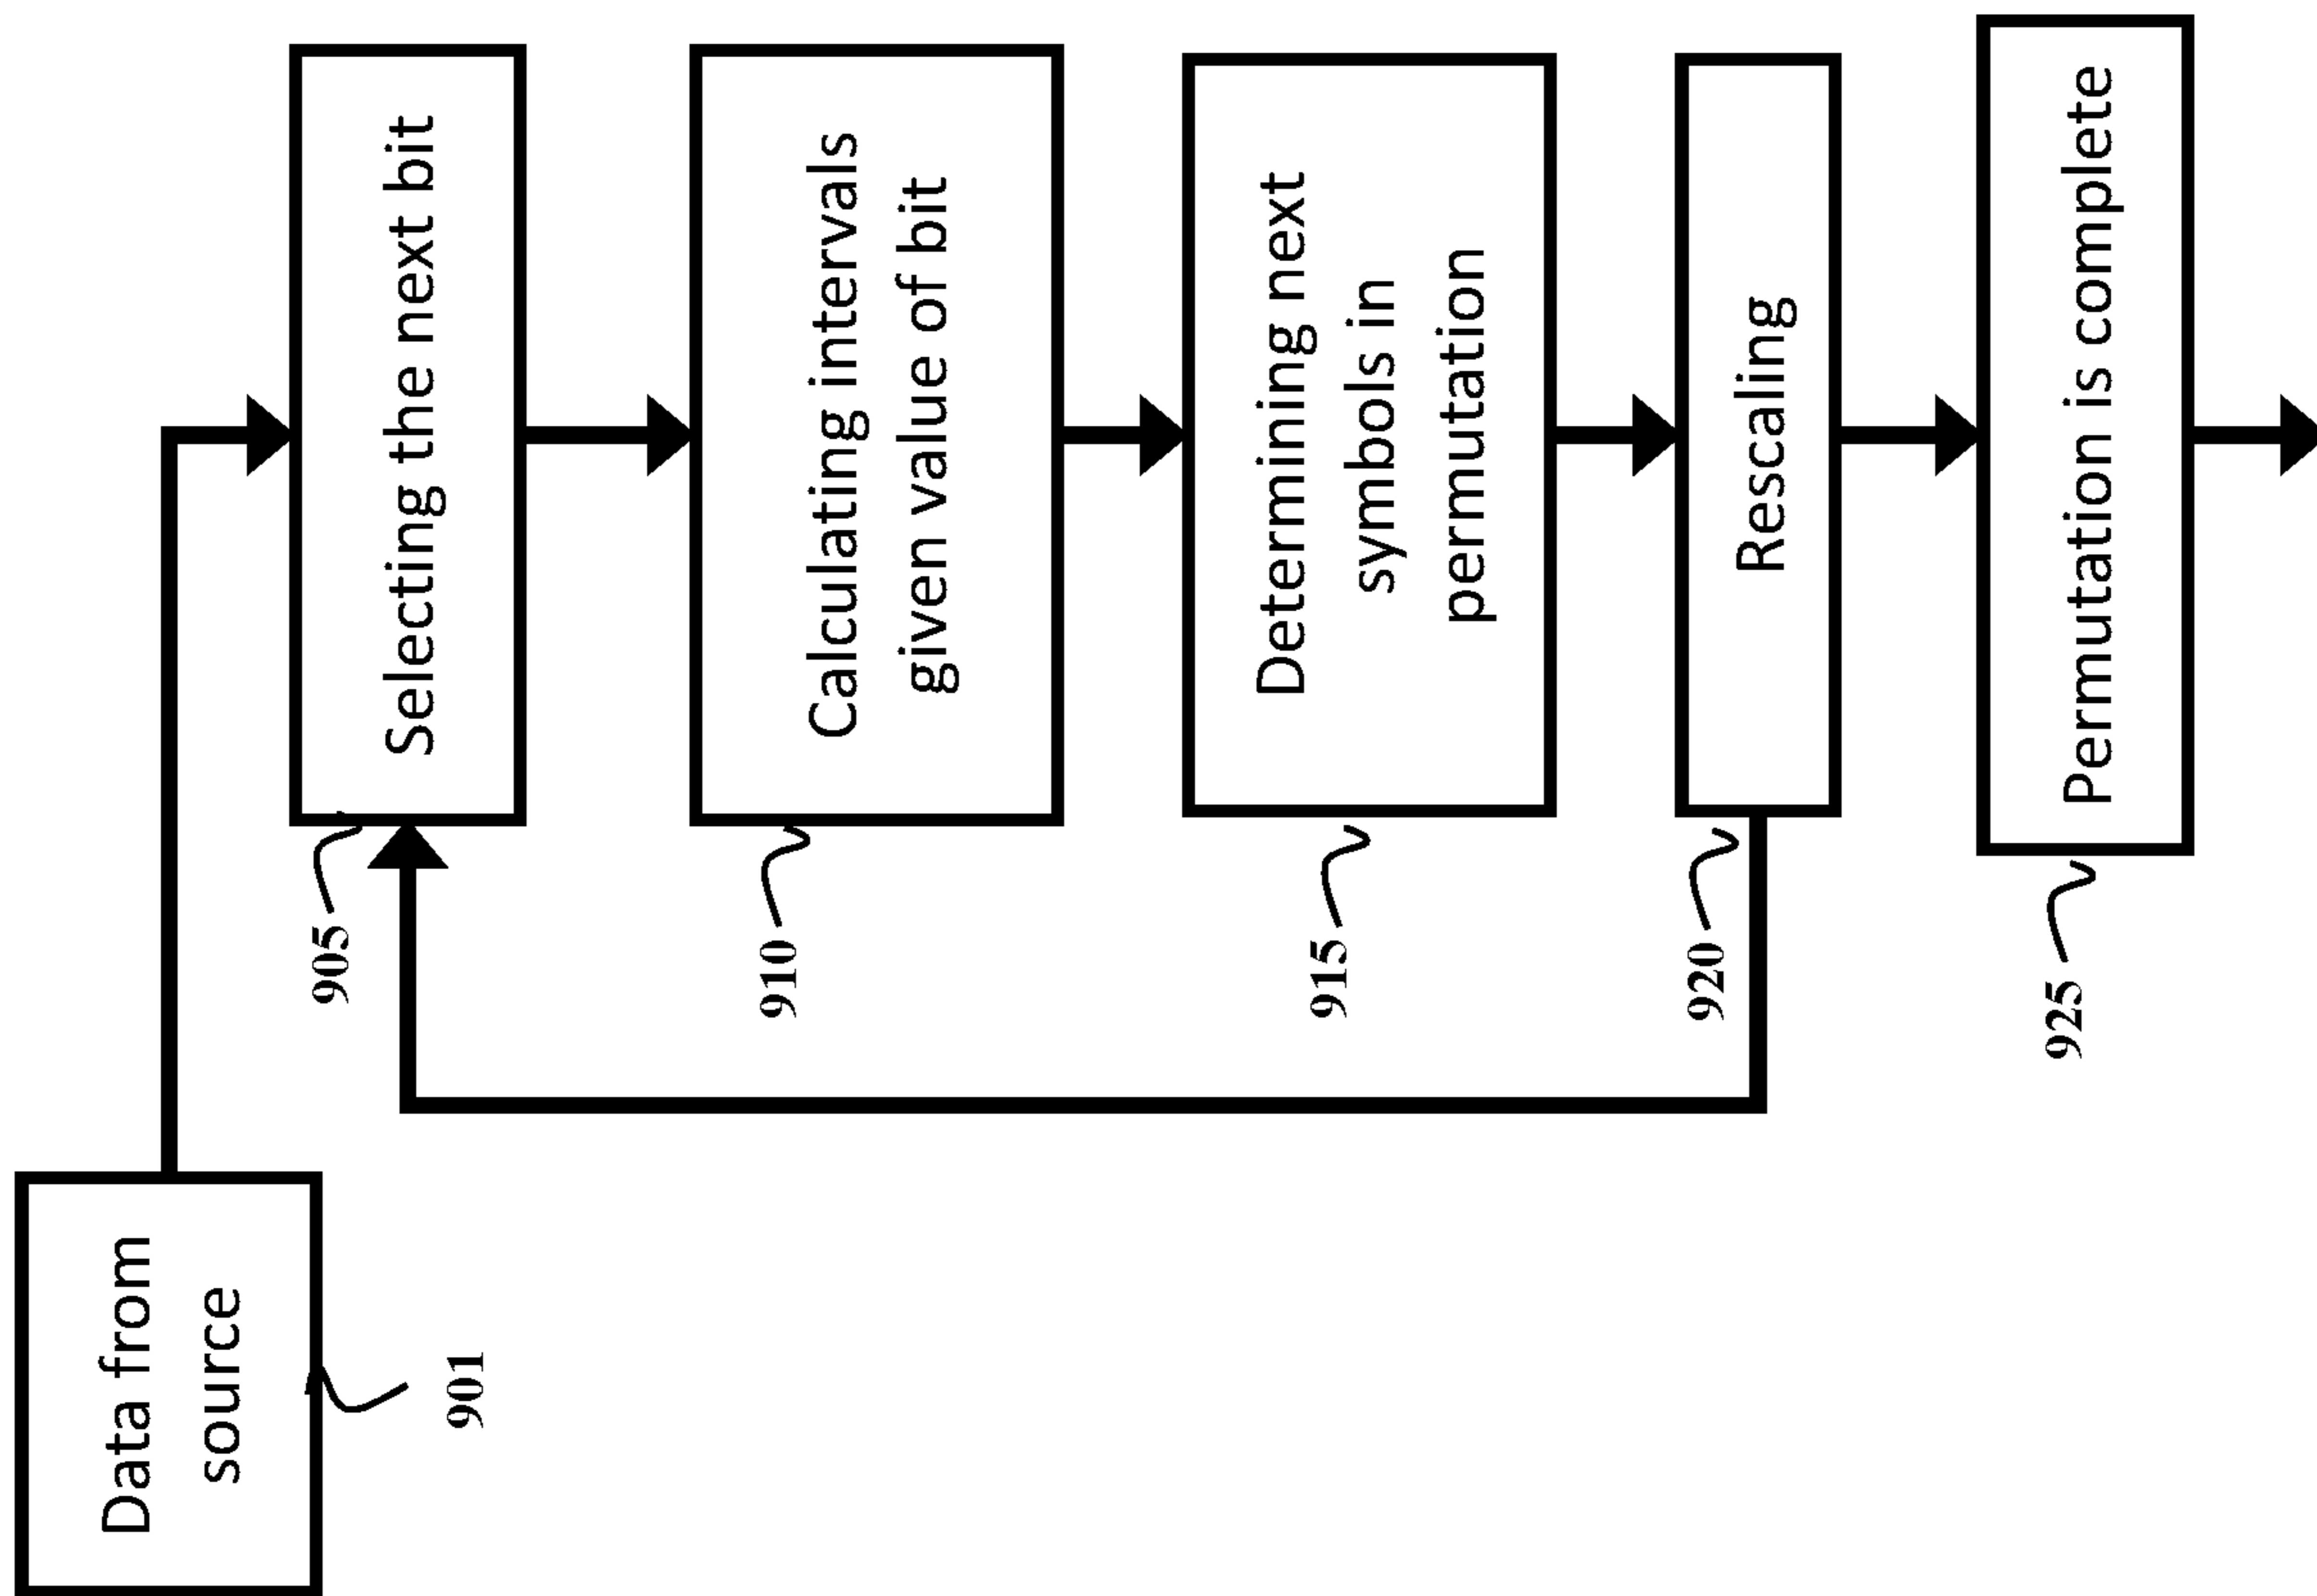 Data from
source
901
Selecting the next bit
905
Calculating intervals
given value of bit
910
Determining next
symbols in
permutation
915
Rescaling
920
Permutation is complete
925